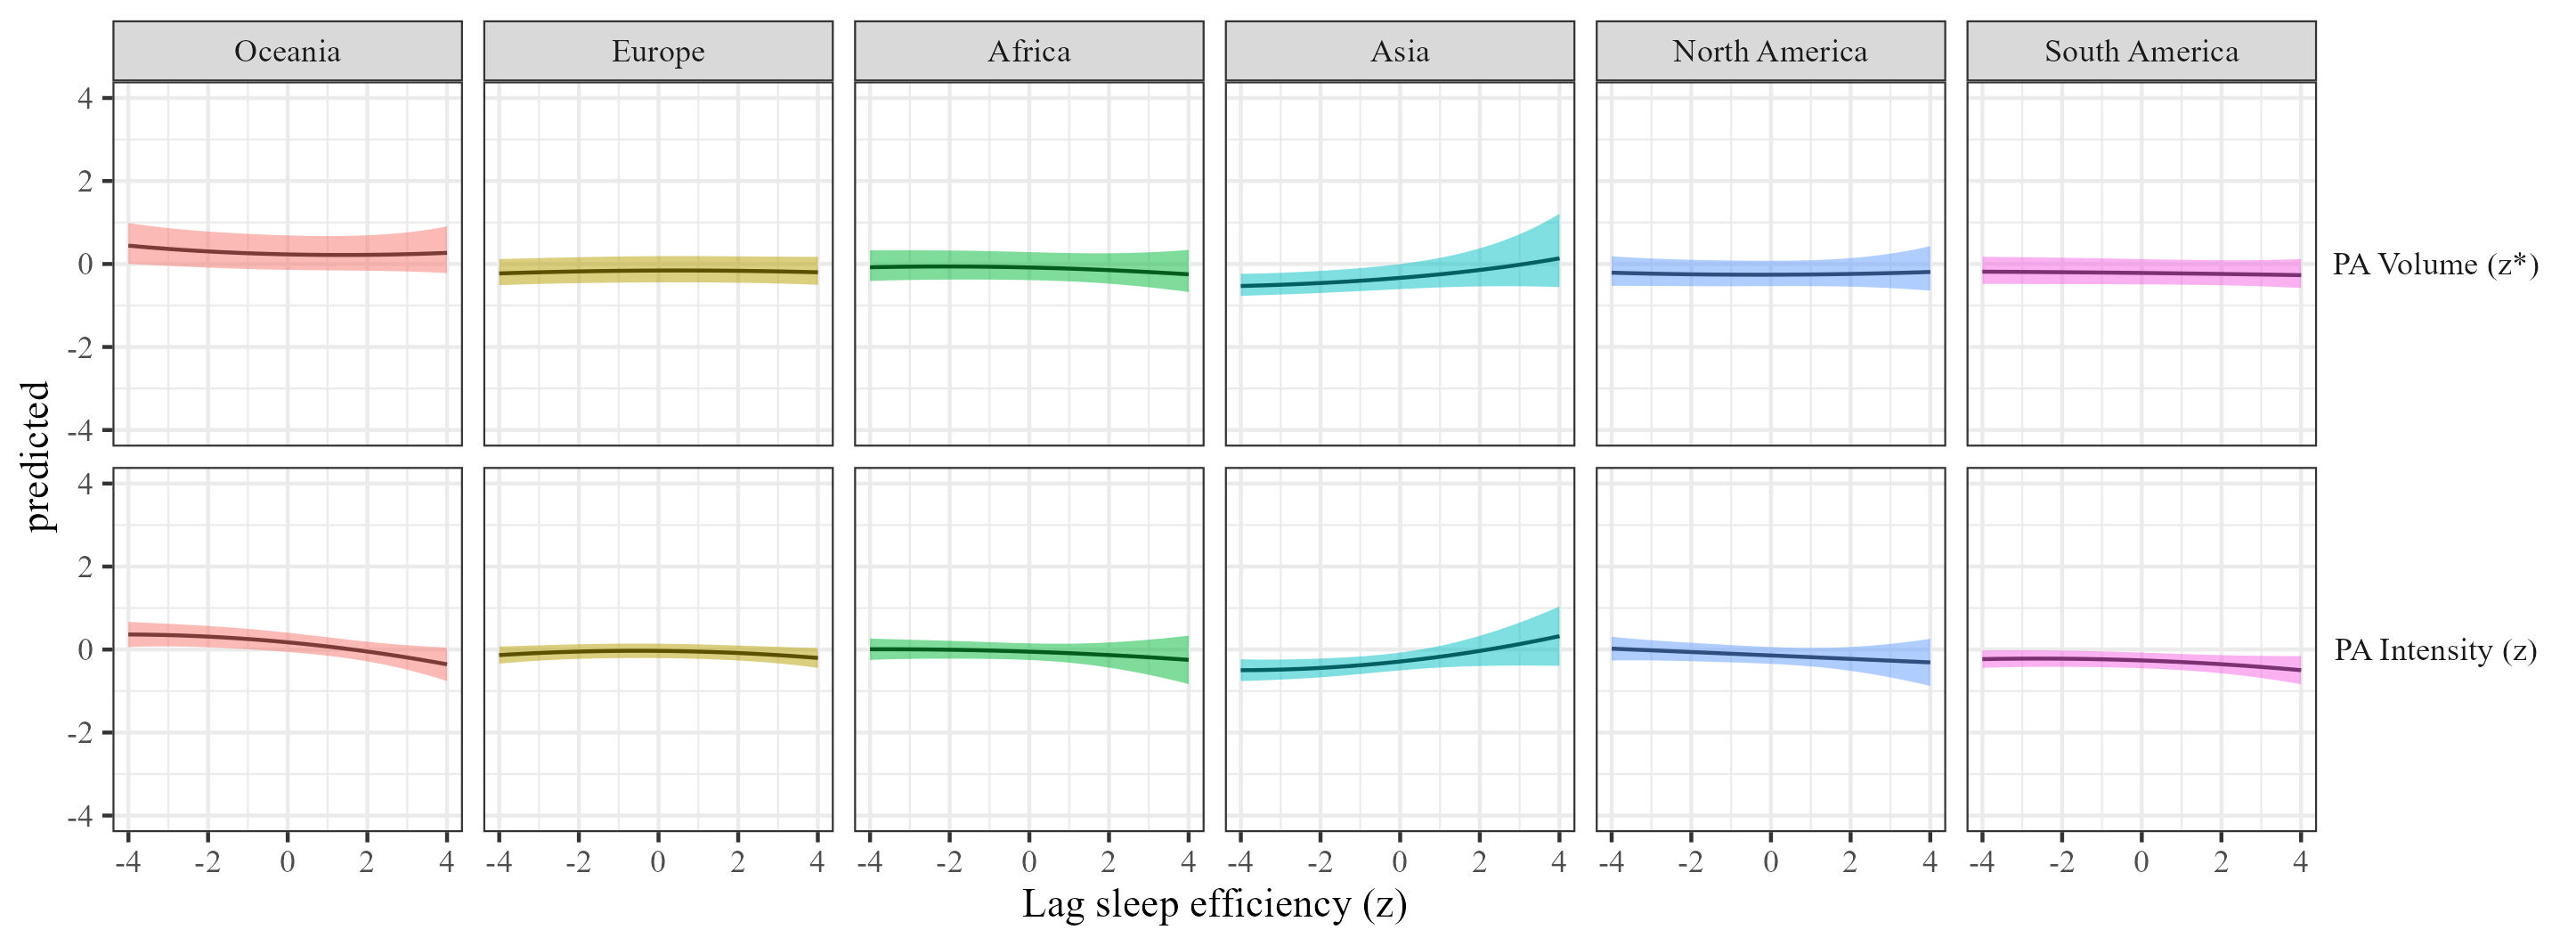 Oceania Europe Africa Asia North America South America
4
2
0
-2
-4
PA Volume (z*)
predicted
4
2
0
-2
-4
PA Intensity (z)
-4 -2 0 2 4 -4 -2 0 2 4 -4 -2 0 2 4 -4 -2 0 2 4 -4 -2 0 2 4 -4 -2 0 2 4
Lag sleep efficiency (z)